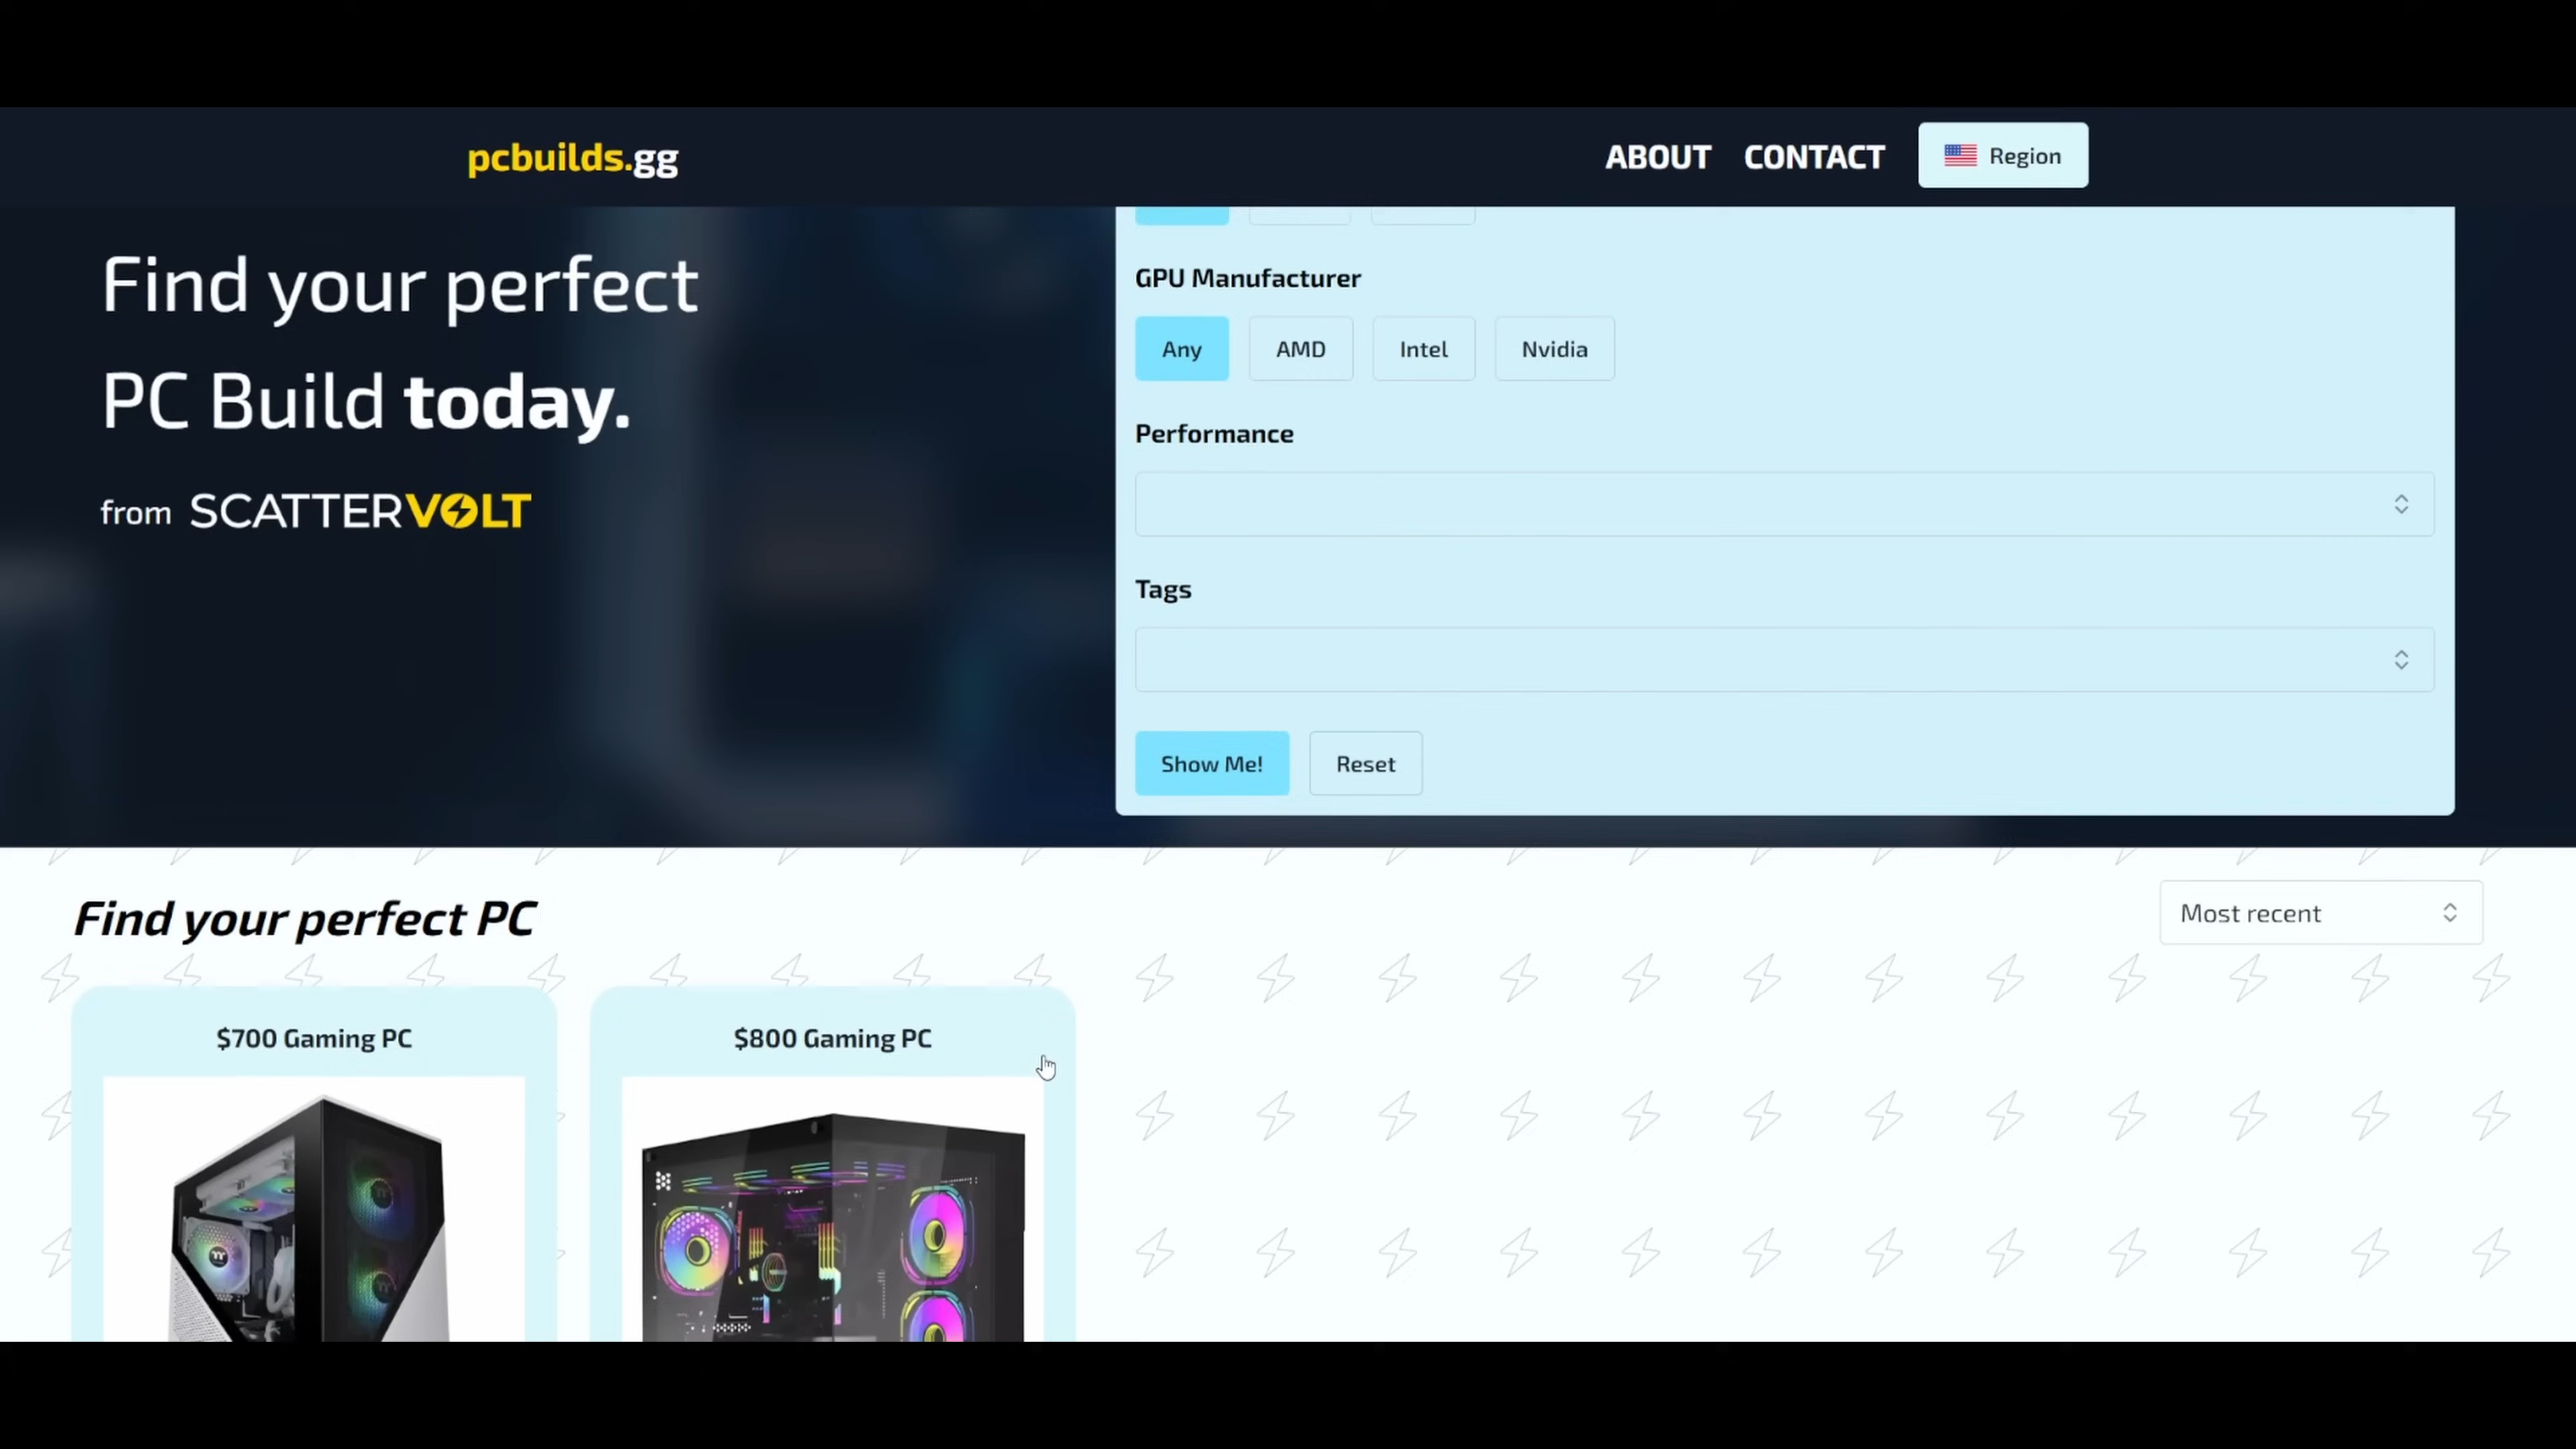 pcbuilds.gg
ABOUT
CONTACT
Region
Find your perfect
PC Build today.
from SCATTERVOLT
GPU Manufacturer
Any
AMD
Intel
Nvidia
Performance
Tags
Show Me!
Reset
Find your perfect PC
Most recent
$700 Gaming PC
$800 Gaming PC